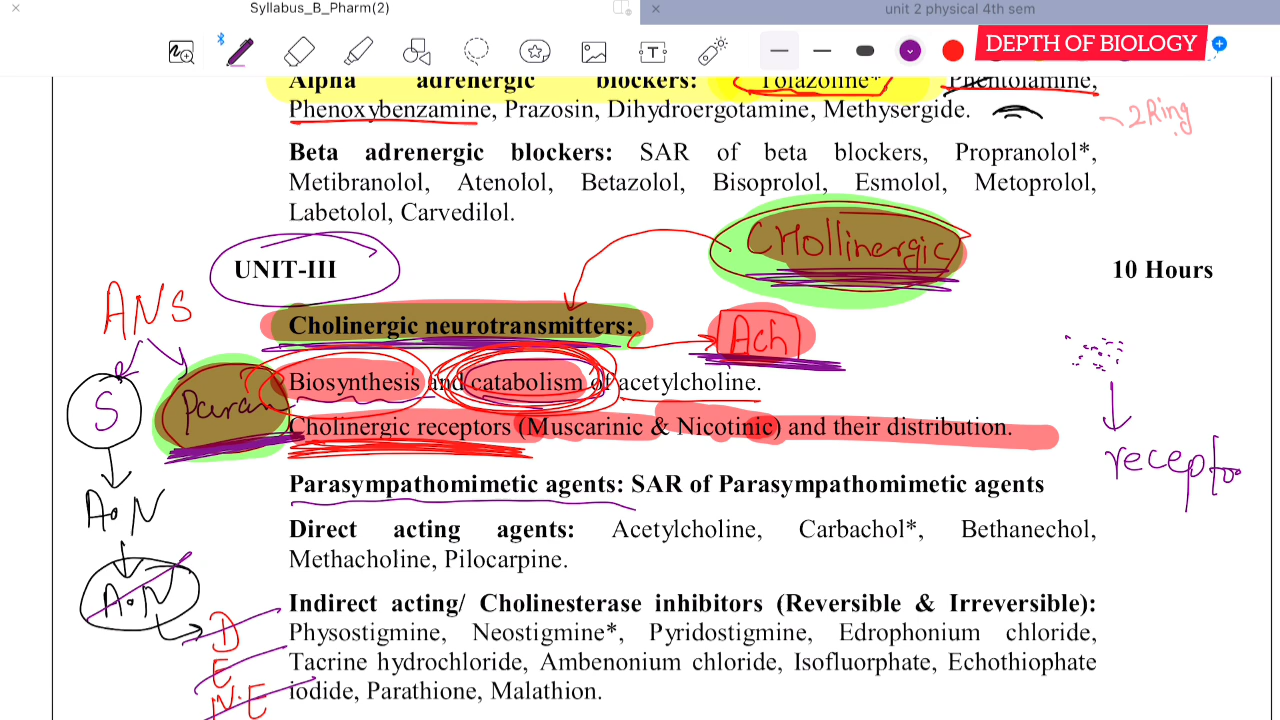 Syllabus_B_Pharm(2)
unit 2 physical 4th sem
DEPTH OF BIOLOGY
Alpha adrenergic blockers: Tolazoline*, Phentolamine,
Phenoxybenzamine, Prazosin, Dihydroergotamine, Methysergide.
2 Ring
Beta adrenergic blockers: SAR of beta blockers, Propranolol*,
Metibranolol, Atenolol, Betazolol, Bisoprolol, Esmolol, Metoprolol,
Labetolol, Carvedilol.
CHollinergic
UNIT-III
10 Hours
ANS
Cholinergic neurotransmitters:
Ach
Biosynthesis and catabolism of acetylcholine.
S
Param
Cholinergic receptors (Muscarinic & Nicotinic) and their distribution.
receptor
Parasympathomimetic agents: SAR of Parasympathomimetic agents
A.N
Direct acting agents: Acetylcholine, Carbachol*, Bethanechol,
Methacholine, Pilocarpine.
A.N
Indirect acting/ Cholinesterase inhibitors (Reversible & Irreversible):
D
Physostigmine, Neostigmine*, Pyridostigmine, Edrophonium chloride,
E
Tacrine hydrochloride, Ambenonium chloride, Isofluorphate, Echothiophate
N.E
iodide, Parathione, Malathion.